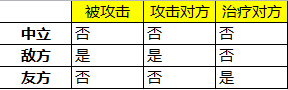 被攻击 攻击对方 治疗对方
中立 否 否 否
敌方 是 是 否
友方 否 否 是